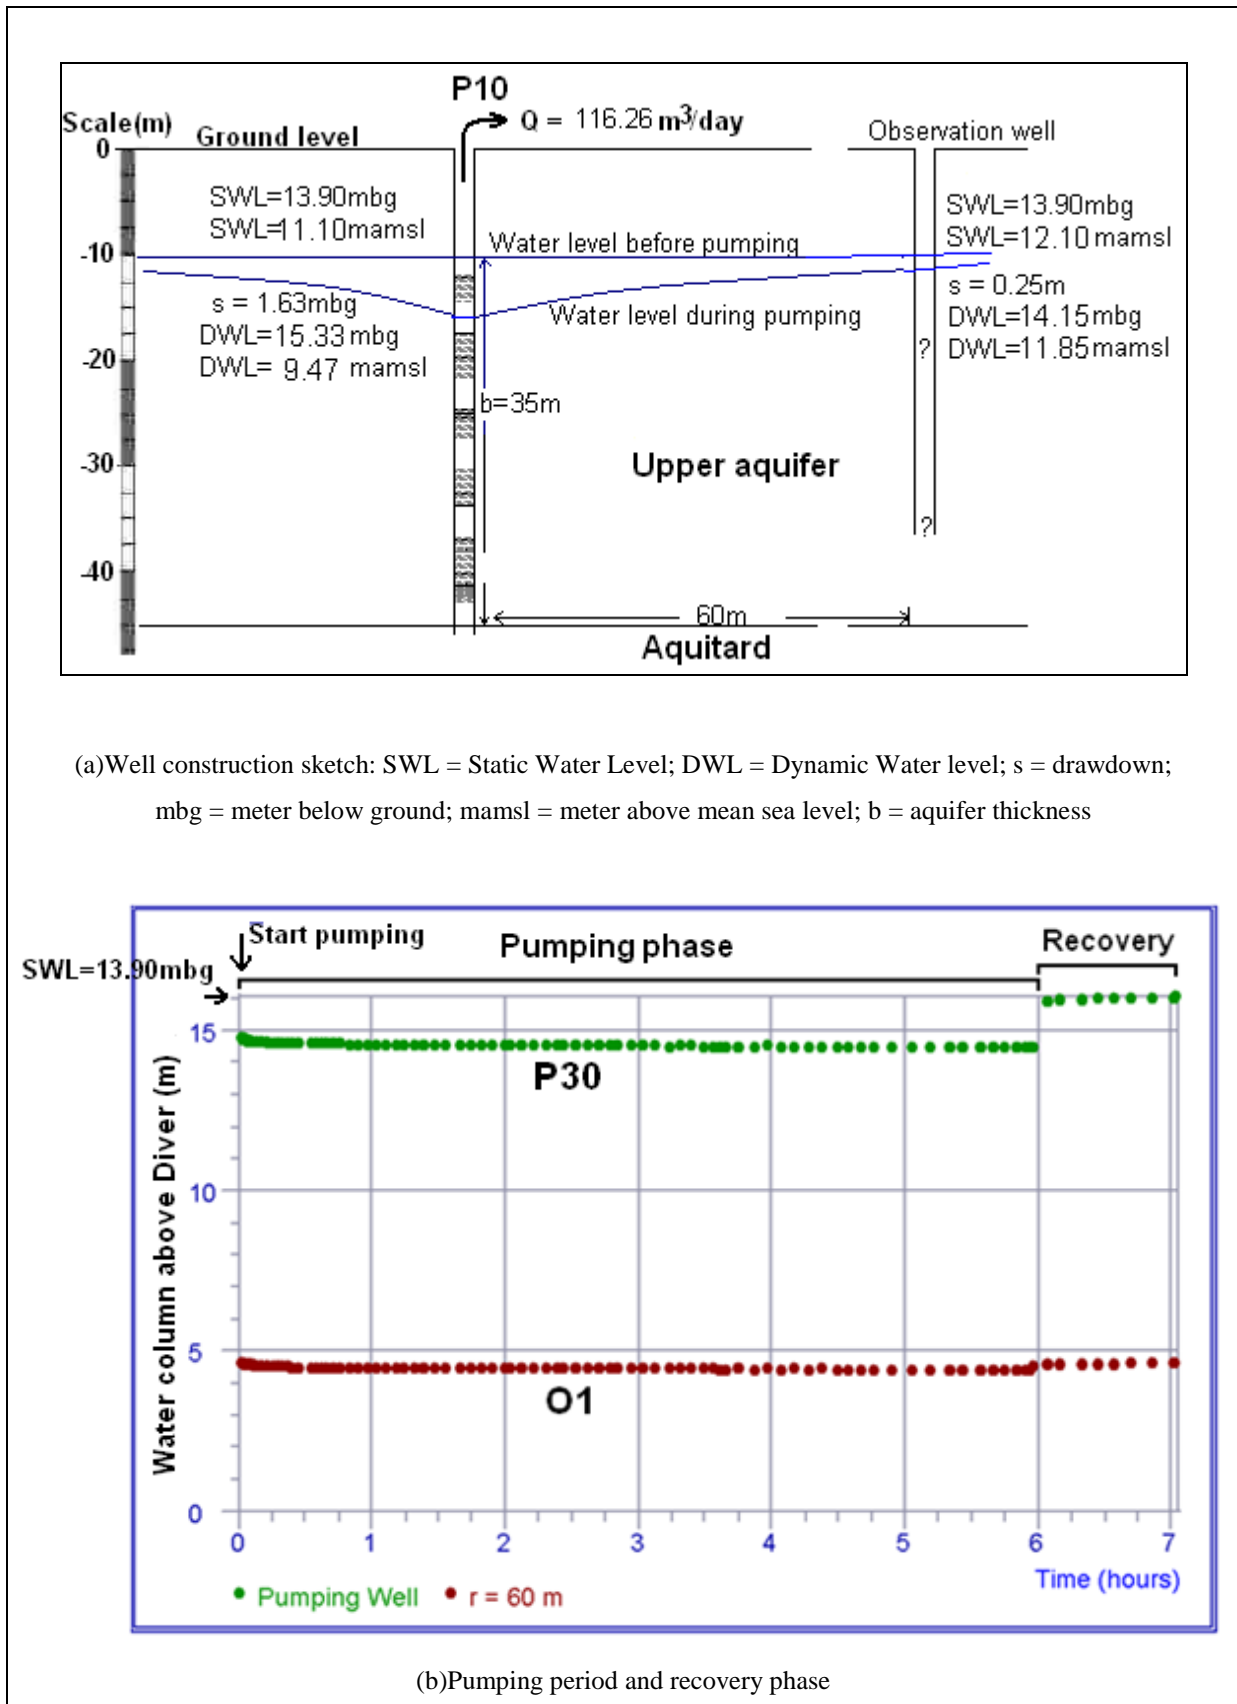 P10
Q = 116.26 m³/day
Scale(m)
Ground level
Observation well
0
SWL=13.90mbg
SWL=11.10mamsl
SWL=13.90mbg
SWL=12.10 mamsl
Water level before pumping
-10
s = 1.63mbg
DWL=15.33 mbg
DWL= 9.47 mamsl
Water level during pumping
s = 0.25m
DWL=14.15mbg
DWL=11.85mamsl
?
-20
b=35m
-30
Upper aquifer
?
-40
60m
Aquitard
(a)Well construction sketch: SWL = Static Water Level; DWL = Dynamic Water level; s = drawdown;
mbg = meter below ground; mamsl = meter above mean sea level; b = aquifer thickness
Start pumping
Pumping phase
Recovery
SWL=13.90mbg
15
P30
10
Water column above Diver (m)
5
O1
0
0 1 2 3 4 5 6 7
Time (hours)
Pumping Well r = 60 m
(b)Pumping period and recovery phase